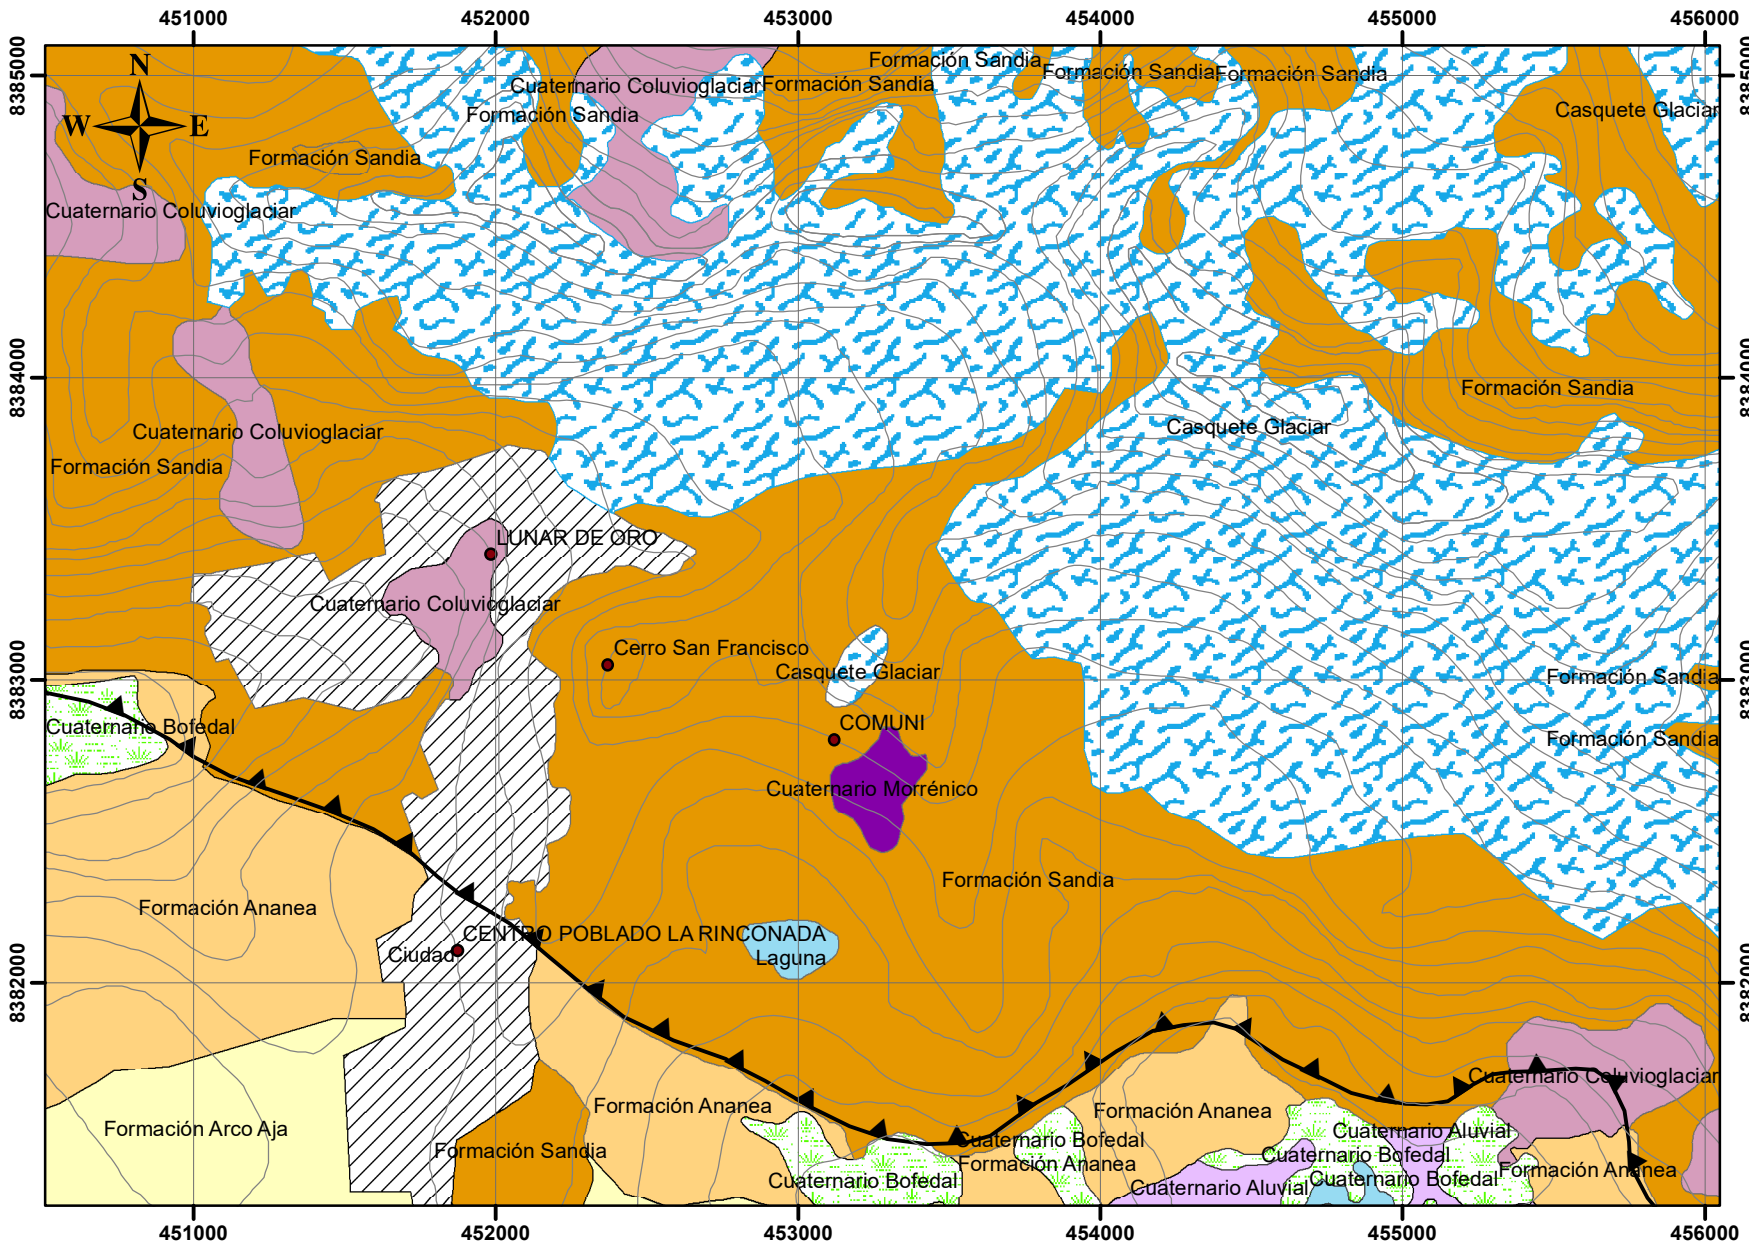 451000 452000 453000 454000 455000 456000
8385000
8385000
N
W E
S
Formación Sandia
Formación Sandia
Formación Sandia
Formación Sandia
Cuaternario Coluvioglaciar
Formación Sandia
Formación Sandia
Casquete Glaciar
Formación Sandia
Cuaternario Coluvioglaciar
8384000
8384000
Formación Sandia
Casquete Glaciar
Cuaternario Coluvioglaciar
Formación Sandia
LUNAR DE ORO
Cuaternario Coluvioglaciar
Cerro San Francisco
Casquete Glaciar
Formación Sandia
8383000
8383000
COMUNI
Cuaternario Bofedal
Formación Sandia
Cuaternario Morrénico
Formación Sandia
Formación Ananea
CENTRO POBLADO LA RINCONADA
Ciudad
Laguna
8382000
8382000
Cuaternario Coluvioglaciar
Formación Ananea
Formación Ananea
Formación Arco Aja
Cuaternario Aluvial
Cuaternario Bofedal
Formación Sandia
Cuaternario Bofedal
Formación Ananea
Formación Ananea
Cuaternario Bofedal
Cuaternario Bofedal
Cuaternario Aluvial
451000 452000 453000 454000 455000 456000